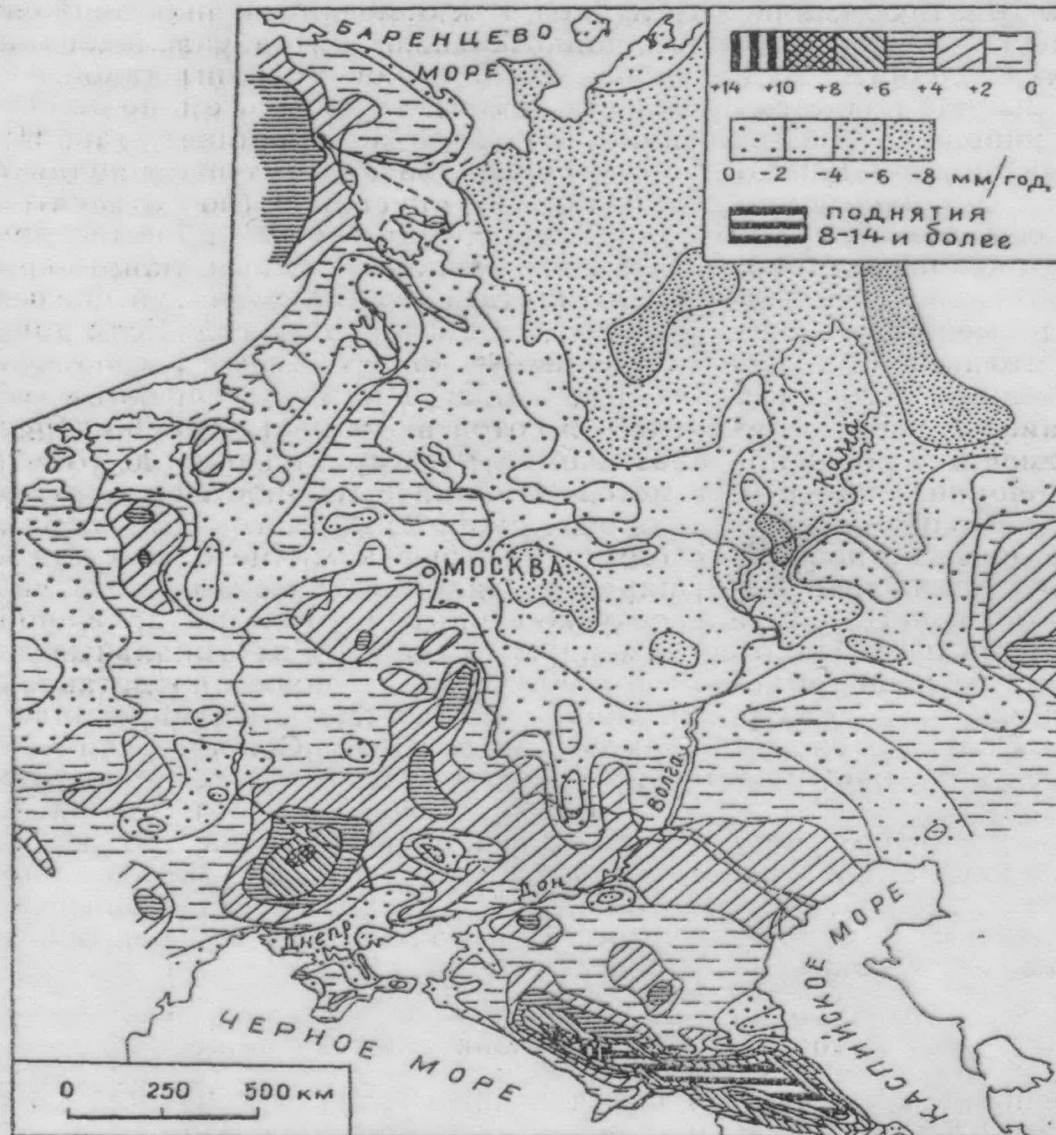 БАРЕНЦЕВО
МОРЕ
+14 +10 +8 +6 +4 +2 0
-2 -4 -6 -8 мм/год
поднятия
8-14 и более
Кама
МОСКВА
Волга
Дон
Днепр
ЧЕРНОЕ МОРЕ
КАСПИЙСКОЕ МОРЕ
0 250 500 км